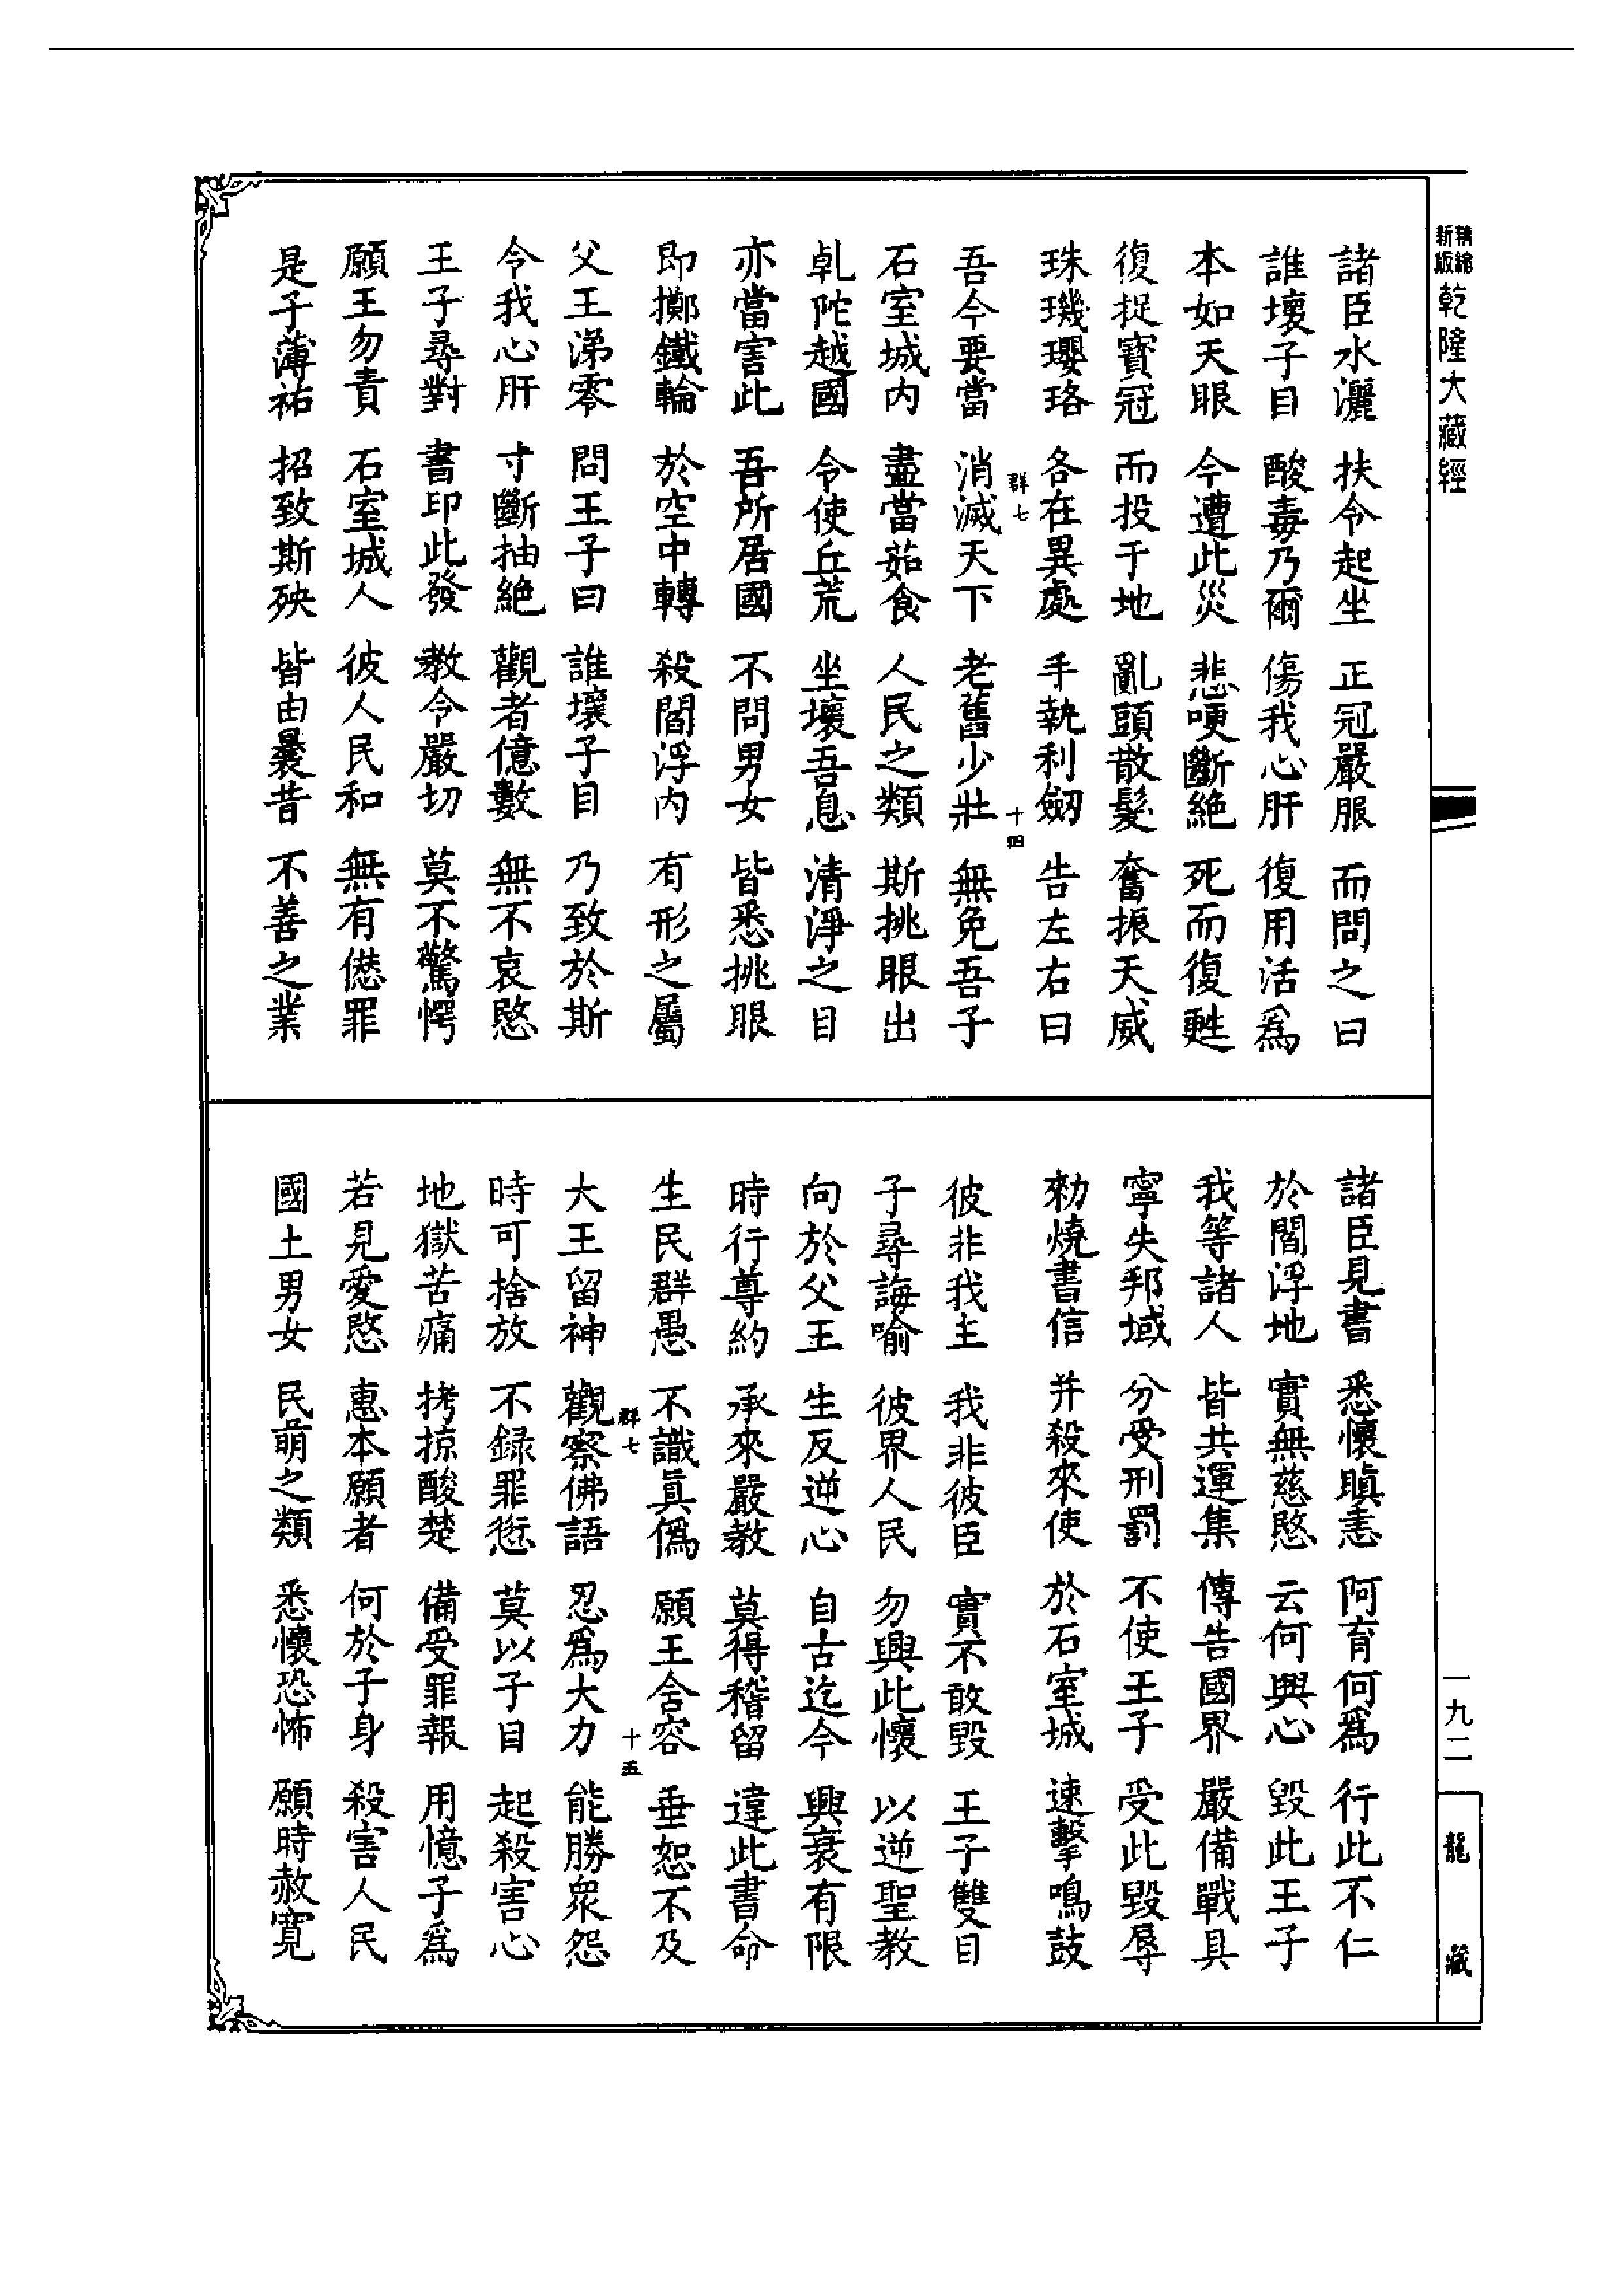 新版精縮乾隆大藏經
諸臣水灑 扶令起坐 正冠嚴服 而問之曰
誰壞子目 酸毒乃爾 傷我心肝 復用活爲
本如天眼 今遭此災 悲哽斷絕 死而復甦
復捉寶冠 而投于地 亂頭散髮 奮振天威
珠璣瓔珞 各在異處 手執利劒 告左右曰
群七 十四
吾今要當 消滅天下 老舊少壯 無免吾子
石室城內 盡當茹食 人民之類 斯挑眼出
乹陀越國 令使丘荒 坐壞吾息 清淨之目
亦當害此 吾所居國 不問男女 皆悉挑眼
即擲鐵輪 於空中轉 殺閻浮內 有形之屬
父王涕零 問王子曰 誰壞子目 乃致於斯
令我心肝 寸斷抽絕 觀者億數 無不哀愍
王子尋對 書印此發 教令嚴切 莫不驚愕
願王勿責 石室城人 彼人民和 無有愆罪
是子薄祐 招致斯殃 皆由曩昔 不善之業
諸臣見書 悉懷瞋恚 阿育何爲 行此不仁
於閻浮地 實無慈愍 云何興心 毀此王子
我等諸人 皆共運集 傳告國界 嚴備戰具
寧失邦域 分受刑罰 不使王子 受此毀辱
勑燒書信 并殺來使 於石室城 速擊鳴鼓
彼非我主 我非彼臣 實不敢毀 王子雙目
子尋誨喻 彼界人民 勿興此懷 以逆聖教
向於父王 生反逆心 自古迄今 興衰有限
時行尊約 承來嚴教 莫得稽留 違此書命
生民群愚 不識真僞 願王含容 垂恕不及
群七 十五
大王留神 觀察佛語 忍爲大力 能勝衆怨
時可捨放 不錄罪愆 莫以子目 起殺害心
地獄苦痛 拷掠酸楚 備受罪報 用憶子爲
若見愛愍 惠本願者 何於子身 殺害人民
國土男女 民萌之類 悉懷恐怖 願時赦寬
一九二
龍藏